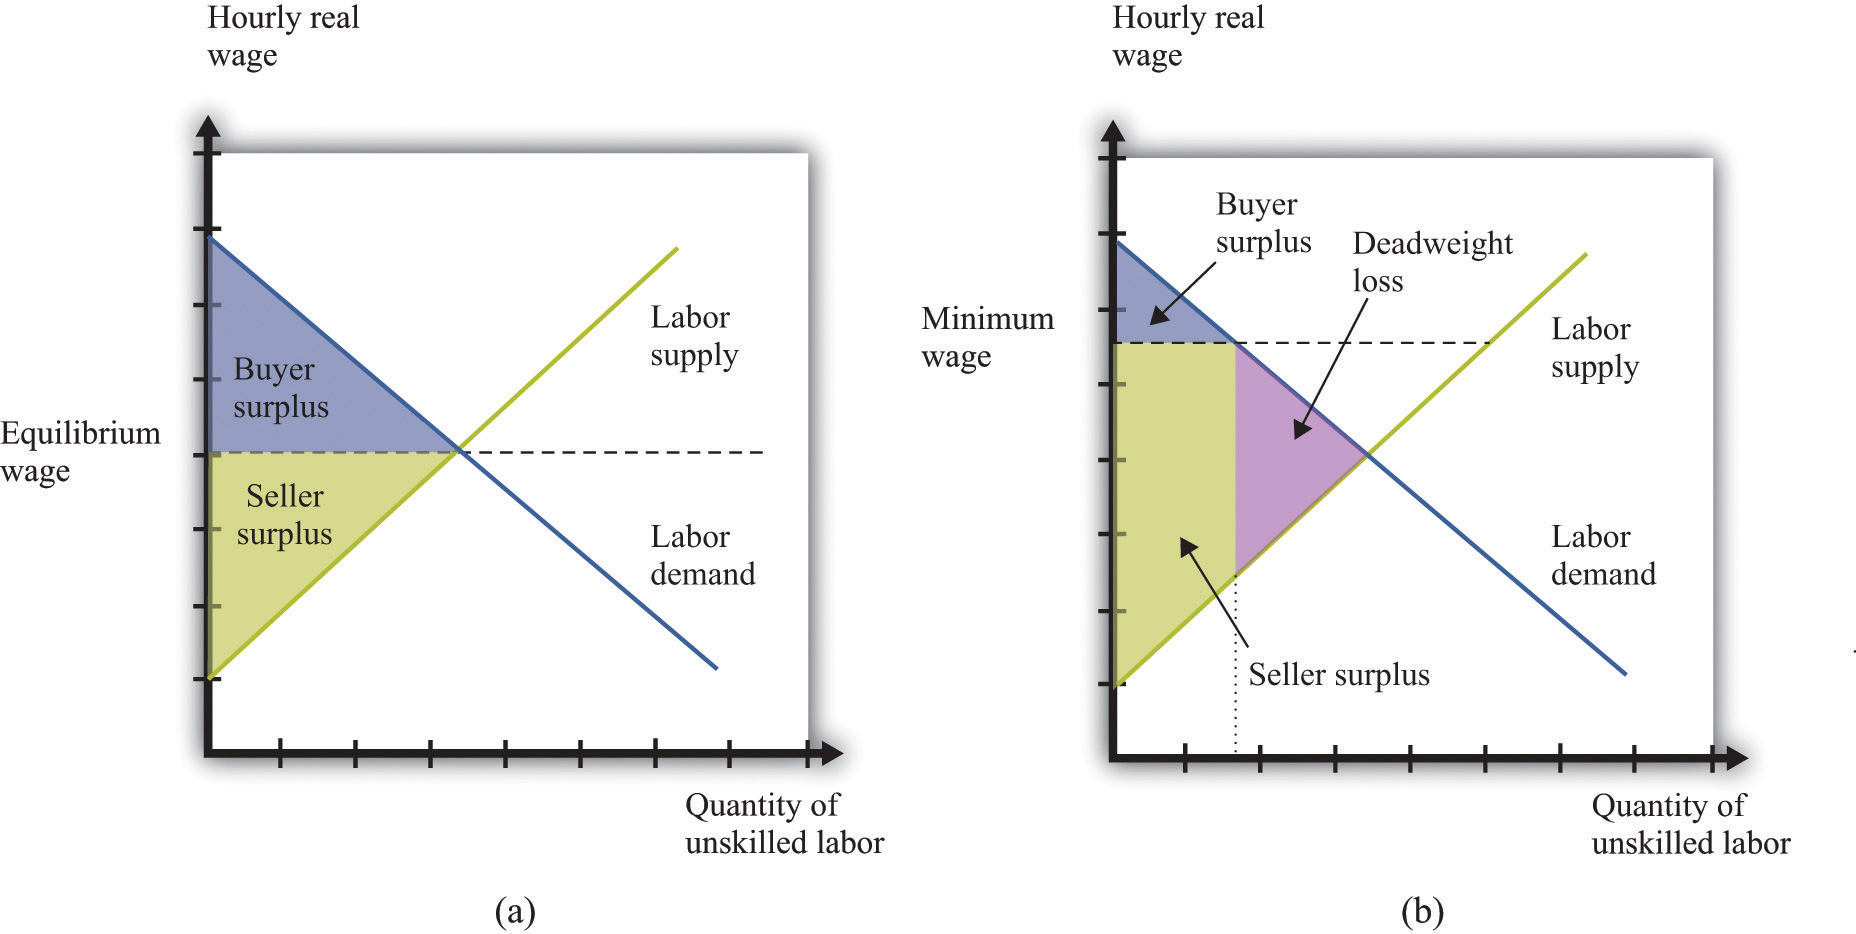 Hourly real
wage
Buyer
surplus
Labor
supply
Equilibrium
wage
Seller
surplus
Labor
demand
Quantity of
unskilled labor
(a)
Hourly real
wage
Buyer
surplus
Deadweight
loss
Minimum
wage
Labor
supply
Labor
demand
Seller surplus
Quantity of
unskilled labor
(b)